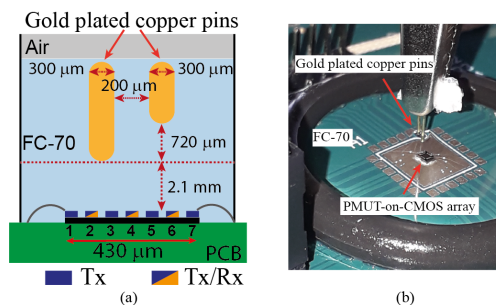 Gold plated copper pins
Air
300 μm
300 μm
200 μm
FC-70
720 μm
2.1 mm
1 2 3 4 5 6 7
430 μm
PCB
Tx
Tx/Rx
(a)
Gold plated copper pins
FC-70
PMUT-on-CMOS array
(b)